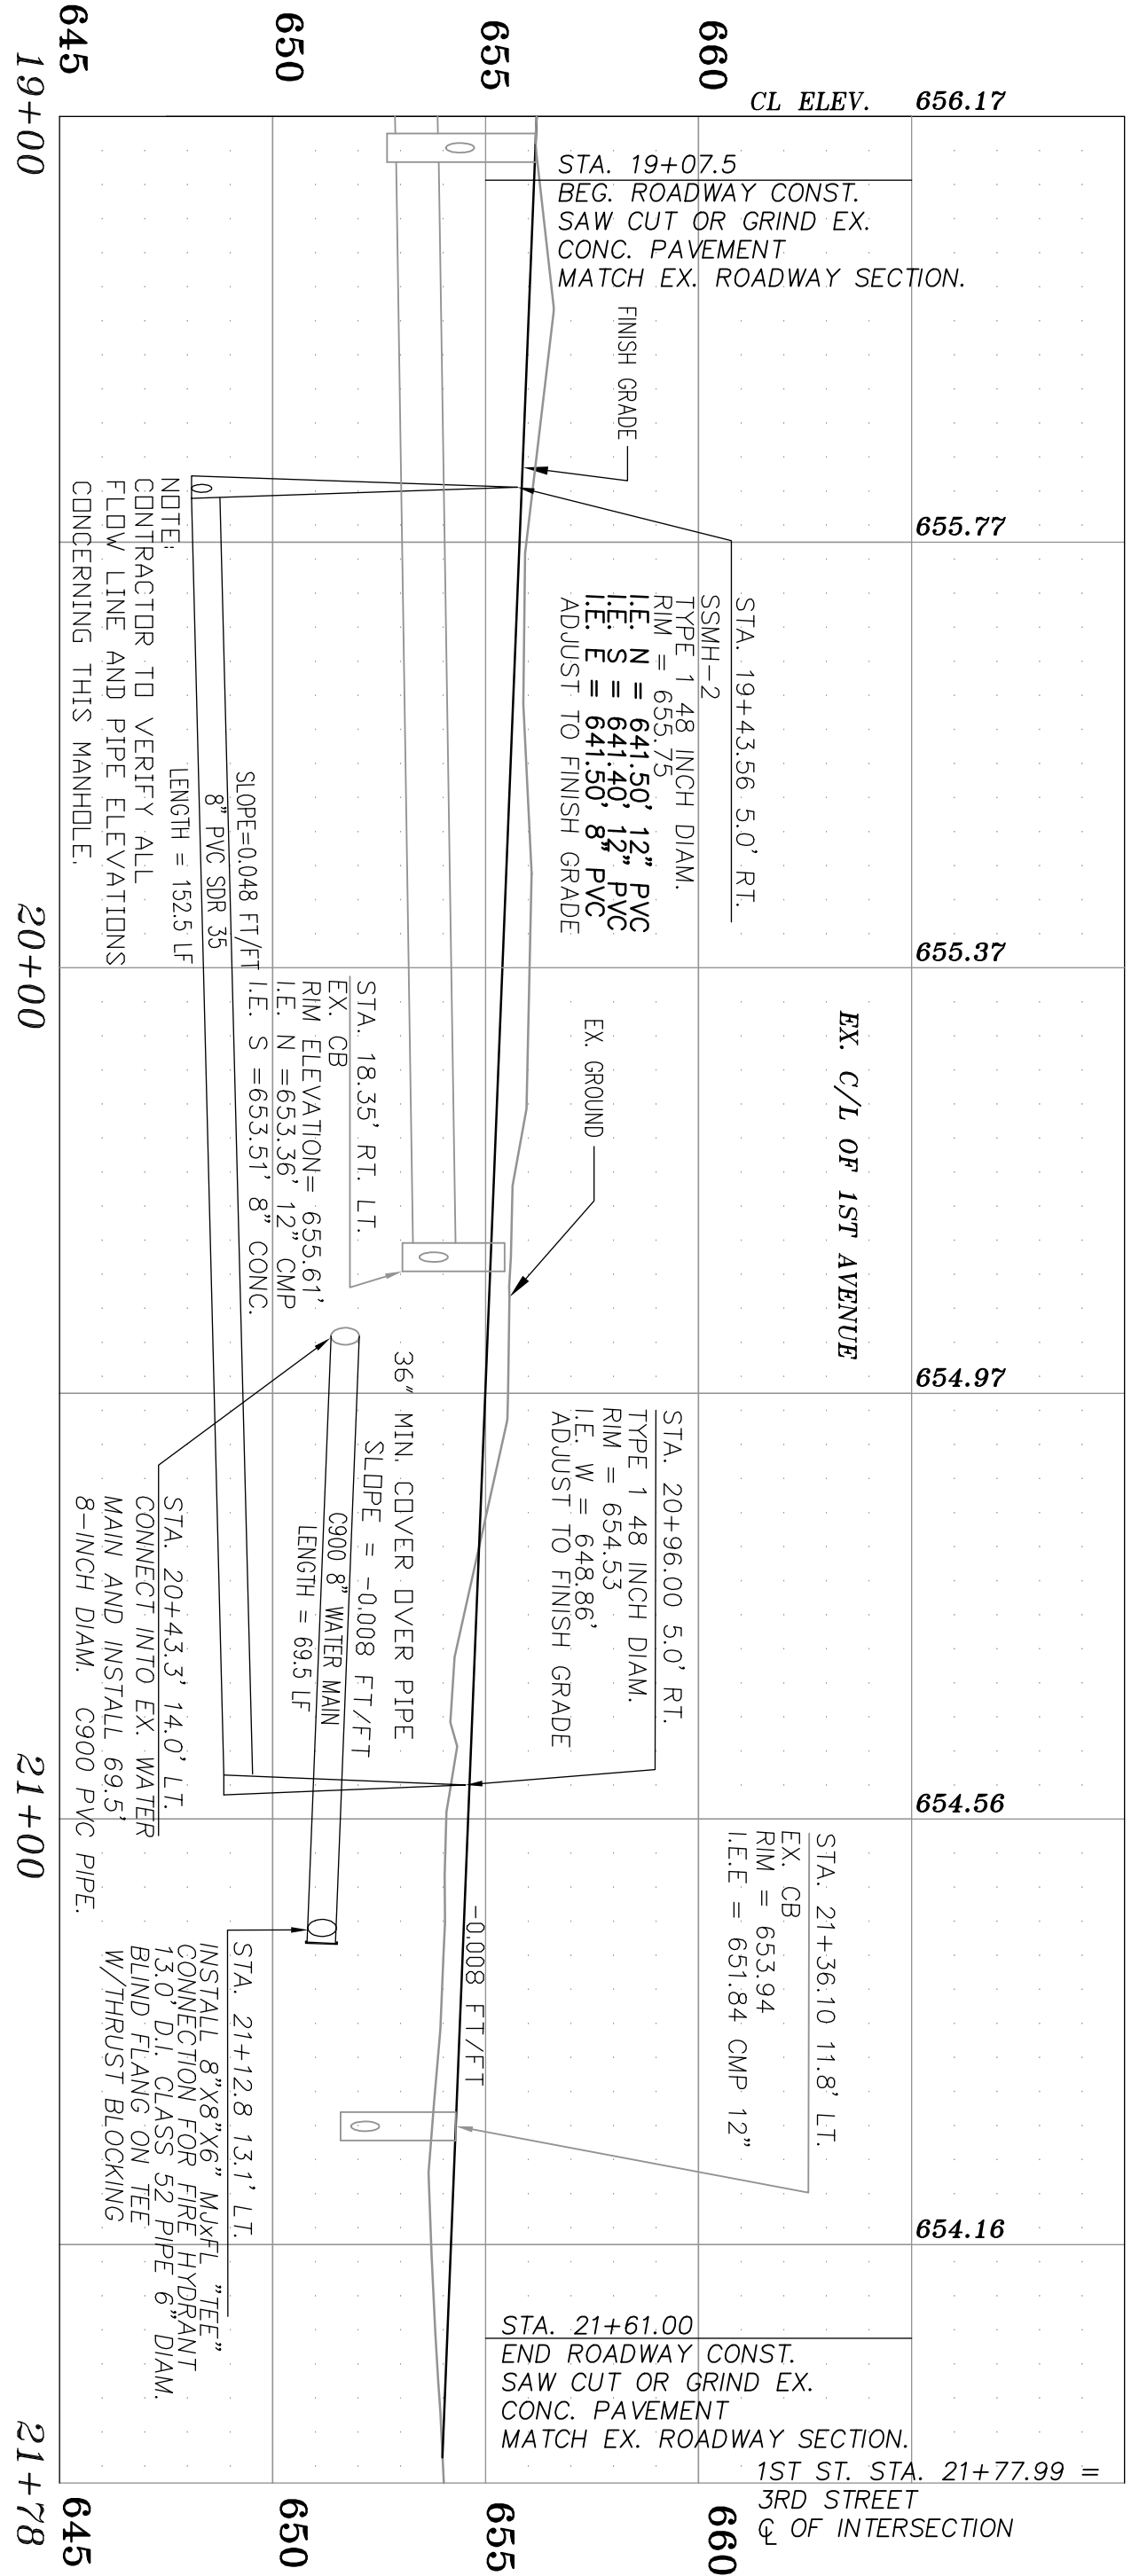 CL ELEV. 656.17
655.77
655.37
654.97
654.56
654.16
STA. 19+07.5
BEG. ROADWAY CONST.
SAW CUT OR GRIND EX.
CONC. PAVEMENT
MATCH EX. ROADWAY SECTION.
FINISH GRADE
STA. 19+43.56 5.0' RT.
SSMH-2
TYPE 1 48 INCH DIAM.
RIM = 655.75
I.E. N = 641.50' 12" PVC
I.E. S = 641.40' 12" PVC
I.E. E = 641.50' 8" PVC
ADJUST TO FINISH GRADE
NOTE:
CONTRACTOR TO VERIFY ALL
FLOW LINE AND PIPE ELEVATIONS
CONCERNING THIS MANHOLE.
SLOPE=0.048 FT/FT
8" PVC SDR 35
LENGTH = 152.5 LF
EX. C/L OF 1ST AVENUE
EX. GROUND
STA. 18.35' RT. LT.
EX. CB
RIM ELEVATION= 655.61'
I.E. N =653.36' 12" CMP
I.E. S =653.51' 8" CONC.
36" MIN. COVER OVER PIPE
SLOPE = -0.008 FT/FT
C900 8" WATER MAIN
LENGTH = 69.5 LF
STA. 20+43.3' 14.0' LT.
CONNECT INTO EX. WATER
MAIN AND INSTALL 69.5'
8-INCH DIAM. C900 PVC PIPE.
STA. 20+96.00 5.0' RT.
TYPE 1 48 INCH DIAM.
RIM = 654.53
I.E. W = 648.86'
ADJUST TO FINISH GRADE
STA. 21+36.10 11.8' LT.
EX. CB
RIM = 653.94
I.E.E = 651.84 CMP 12"
-0.008 FT/FT
STA. 21+12.8 13.1' LT.
INSTALL 8"X8"X6" MJxFL "TEE"
CONNECTION FOR FIRE HYDRANT
13.0' D.I. CLASS 52 PIPE 6" DIAM.
BLIND FLANG ON TEE
W/THRUST BLOCKING
STA. 21+61.00
END ROADWAY CONST.
SAW CUT OR GRIND EX.
CONC. PAVEMENT
MATCH EX. ROADWAY SECTION.
1ST ST. STA. 21+77.99 =
3RD STREET
℄ OF INTERSECTION
660
655
650
645
660
655
650
645
19+00
20+00
21+00
21+78